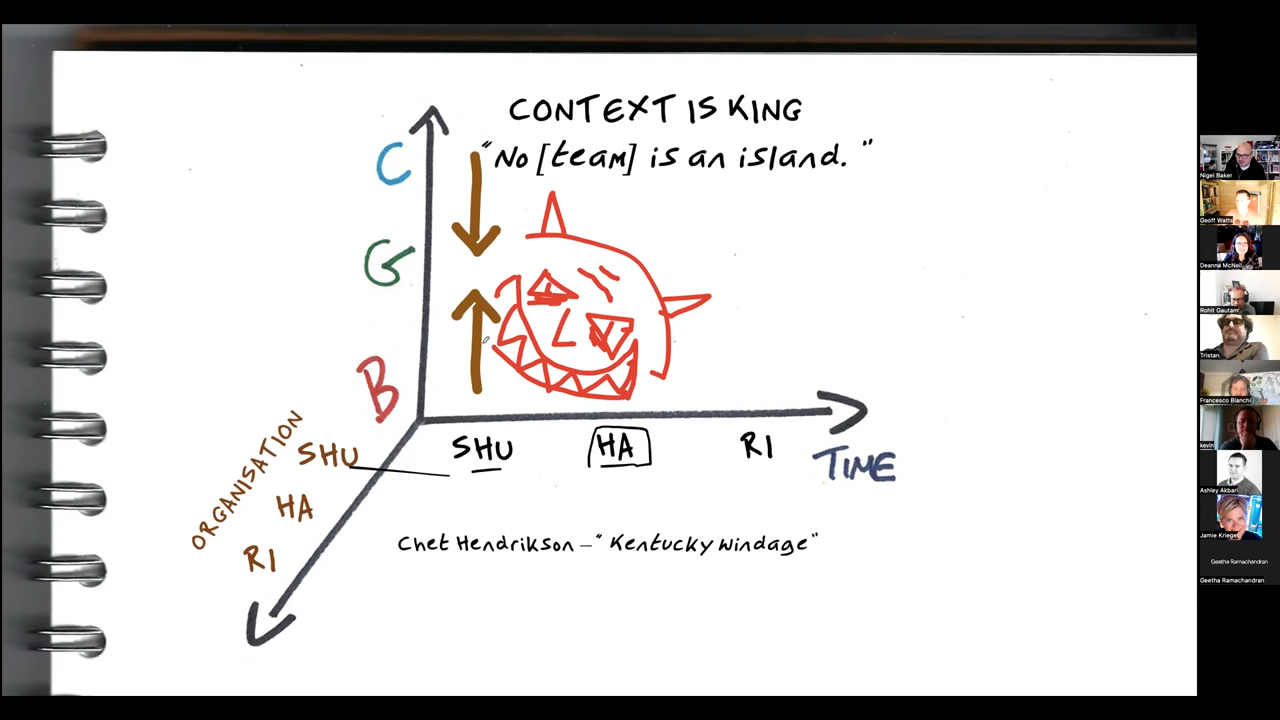 CONTEXT IS KING
"No [team] is an island."
C
G
B
SHU
HA
RI
TIME
ORGANISATION
SHU
HA
RI
Chet Hendrikson – "Kentucky Windage"
Nigel Baker
Geoff Watts
Deanna McNeil
Rohit Gautam
Tristan
Francesco Bianchi
kevin
Ashley Akbari
Jamie Kriegel
Geetha Ramachandran
Geetha Ramachandran